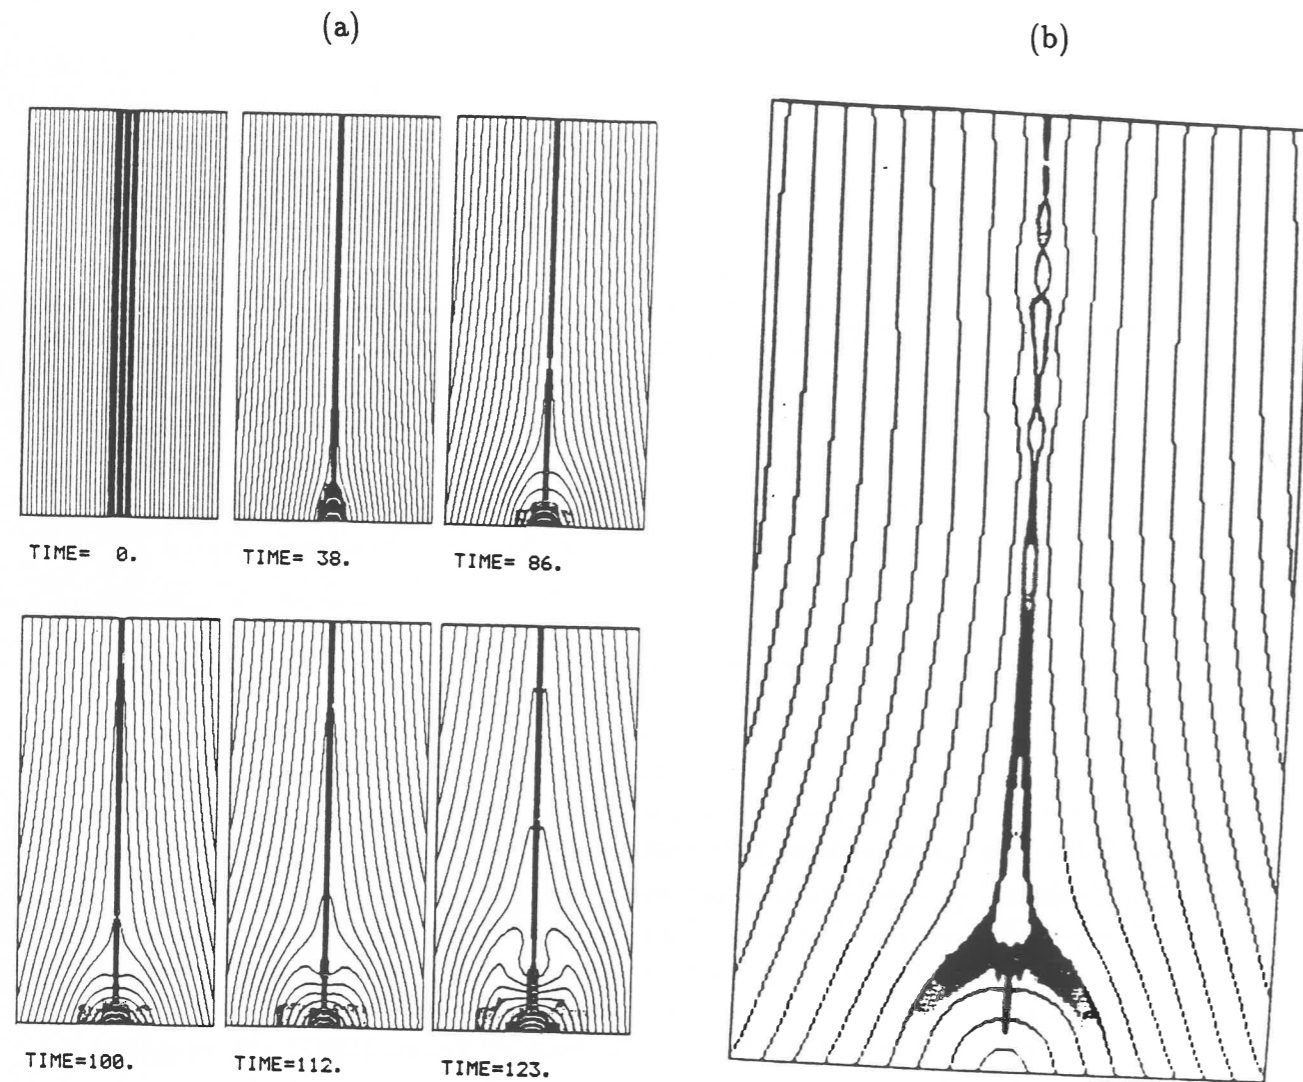 (a)
(b)
TIME=  0.
TIME= 38.
TIME= 86.
TIME=100.
TIME=112.
TIME=123.